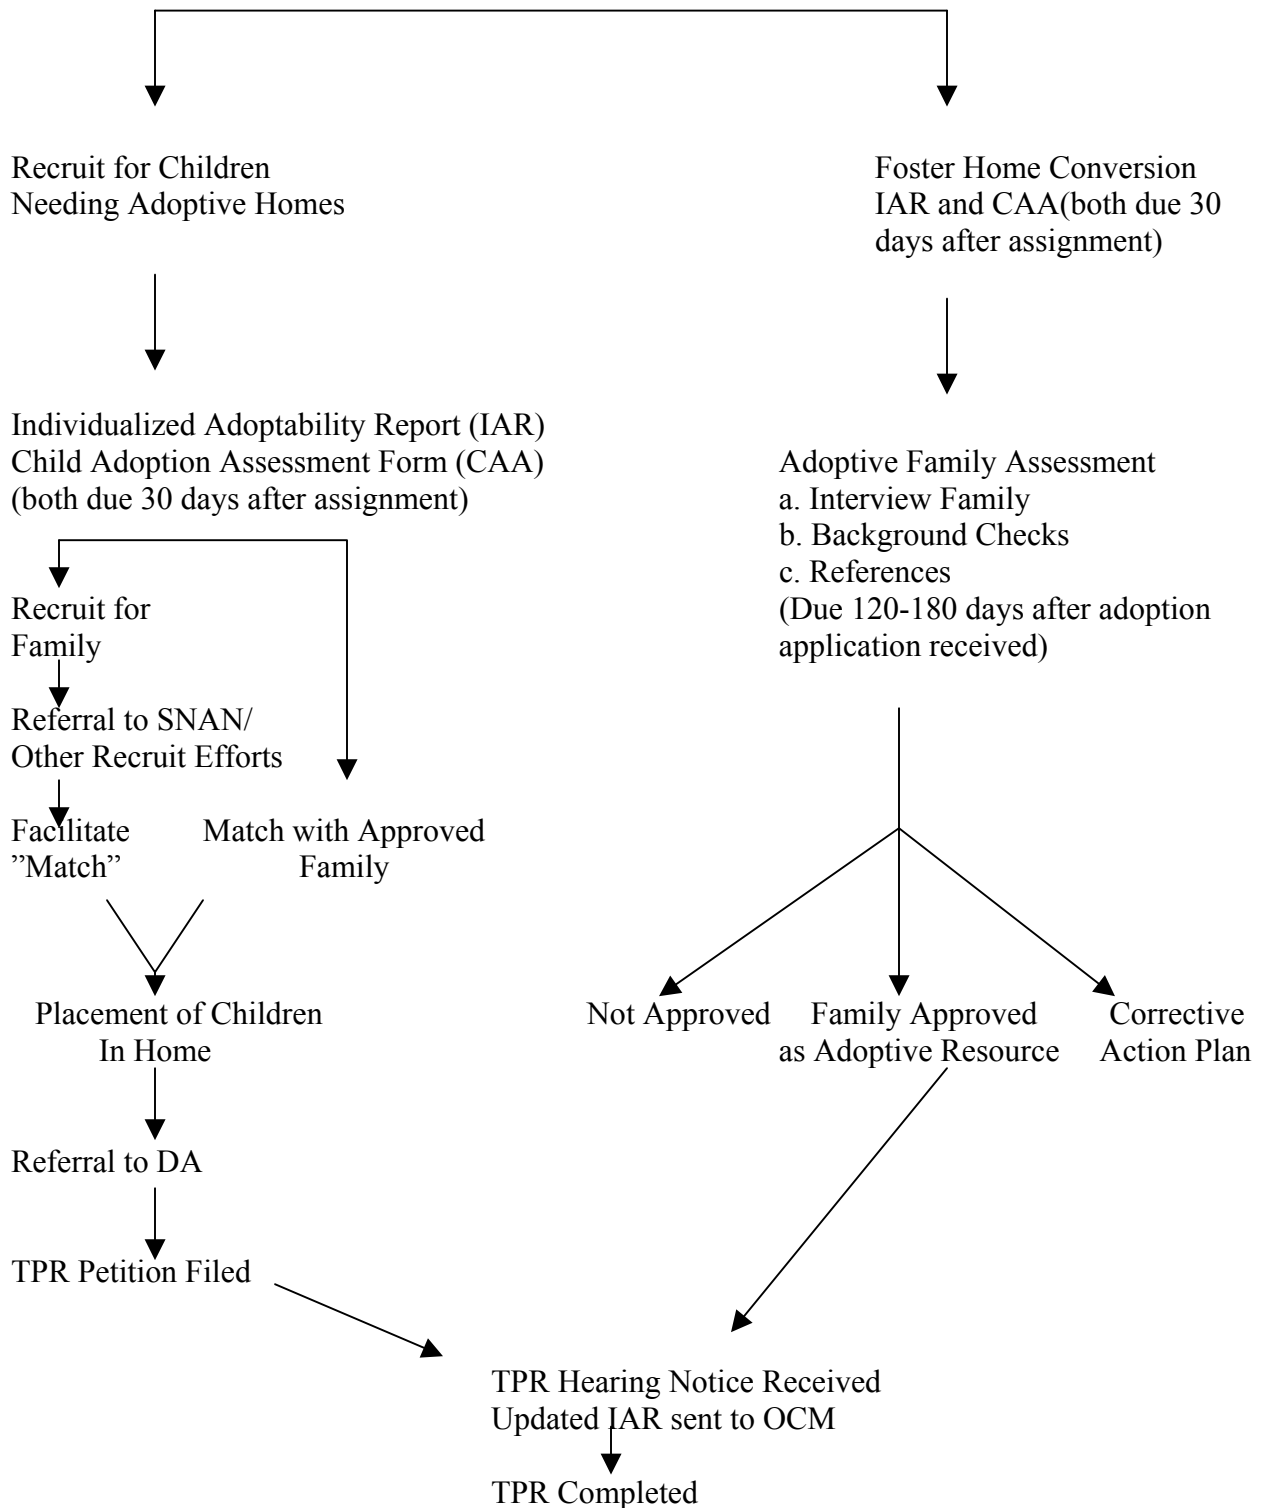 Recruit for Children
Needing Adoptive Homes
Foster Home Conversion
IAR and CAA(both due 30
days after assignment)
Individualized Adoptability Report (IAR)
Child Adoption Assessment Form (CAA)
(both due 30 days after assignment)
Adoptive Family Assessment
a. Interview Family
b. Background Checks
c. References
(Due 120-180 days after adoption
application received)
Recruit for
Family
Referral to SNAN/
Other Recruit Efforts
Facilitate
”Match”
Match with Approved
Family
Placement of Children
In Home
Not Approved
Family Approved
as Adoptive Resource
Corrective
Action Plan
Referral to DA
TPR Petition Filed
TPR Hearing Notice Received
Updated IAR sent to OCM
TPR Completed